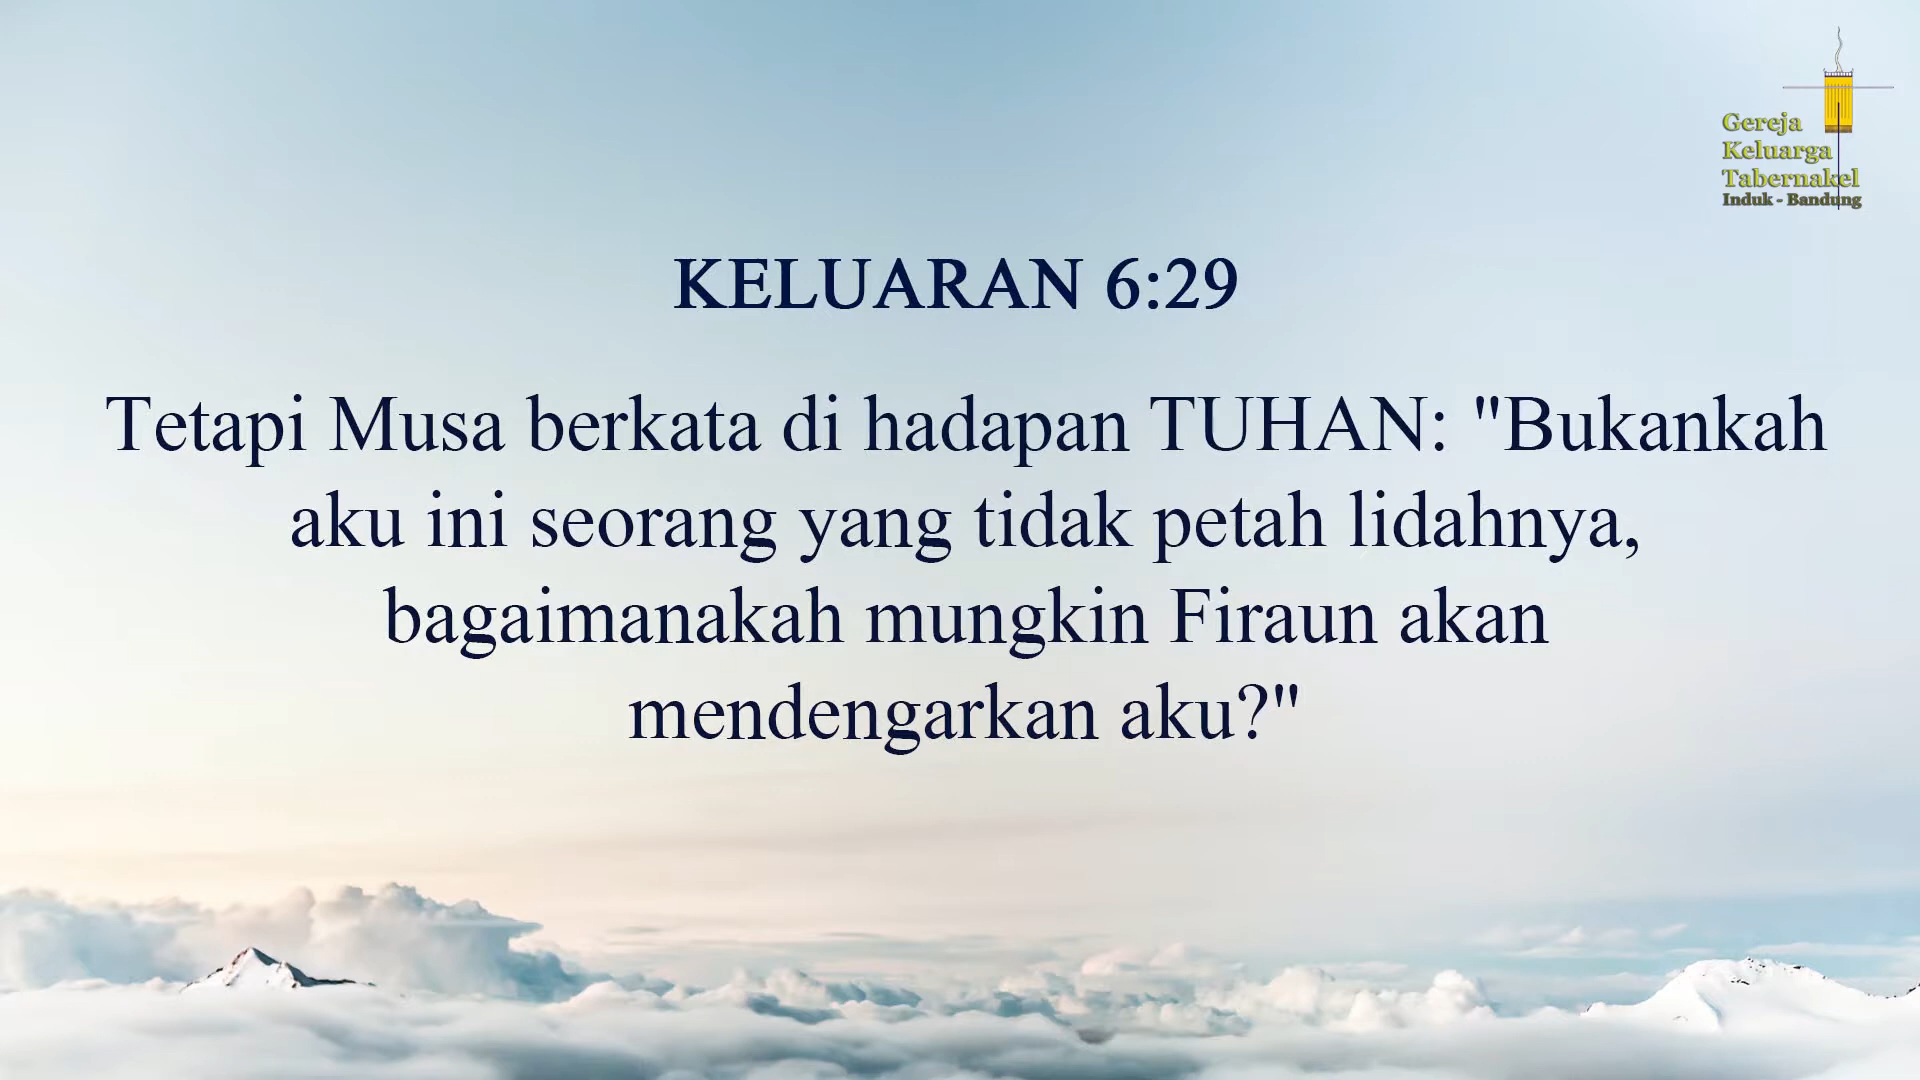 Gereja
Keluarga
Tabernakel
Induk - Bandung
KELUARAN 6:29
Tetapi Musa berkata di hadapan TUHAN: "Bukankah
aku ini seorang yang tidak petah lidahnya,
bagaimanakah mungkin Firaun akan
mendengarkan aku?"